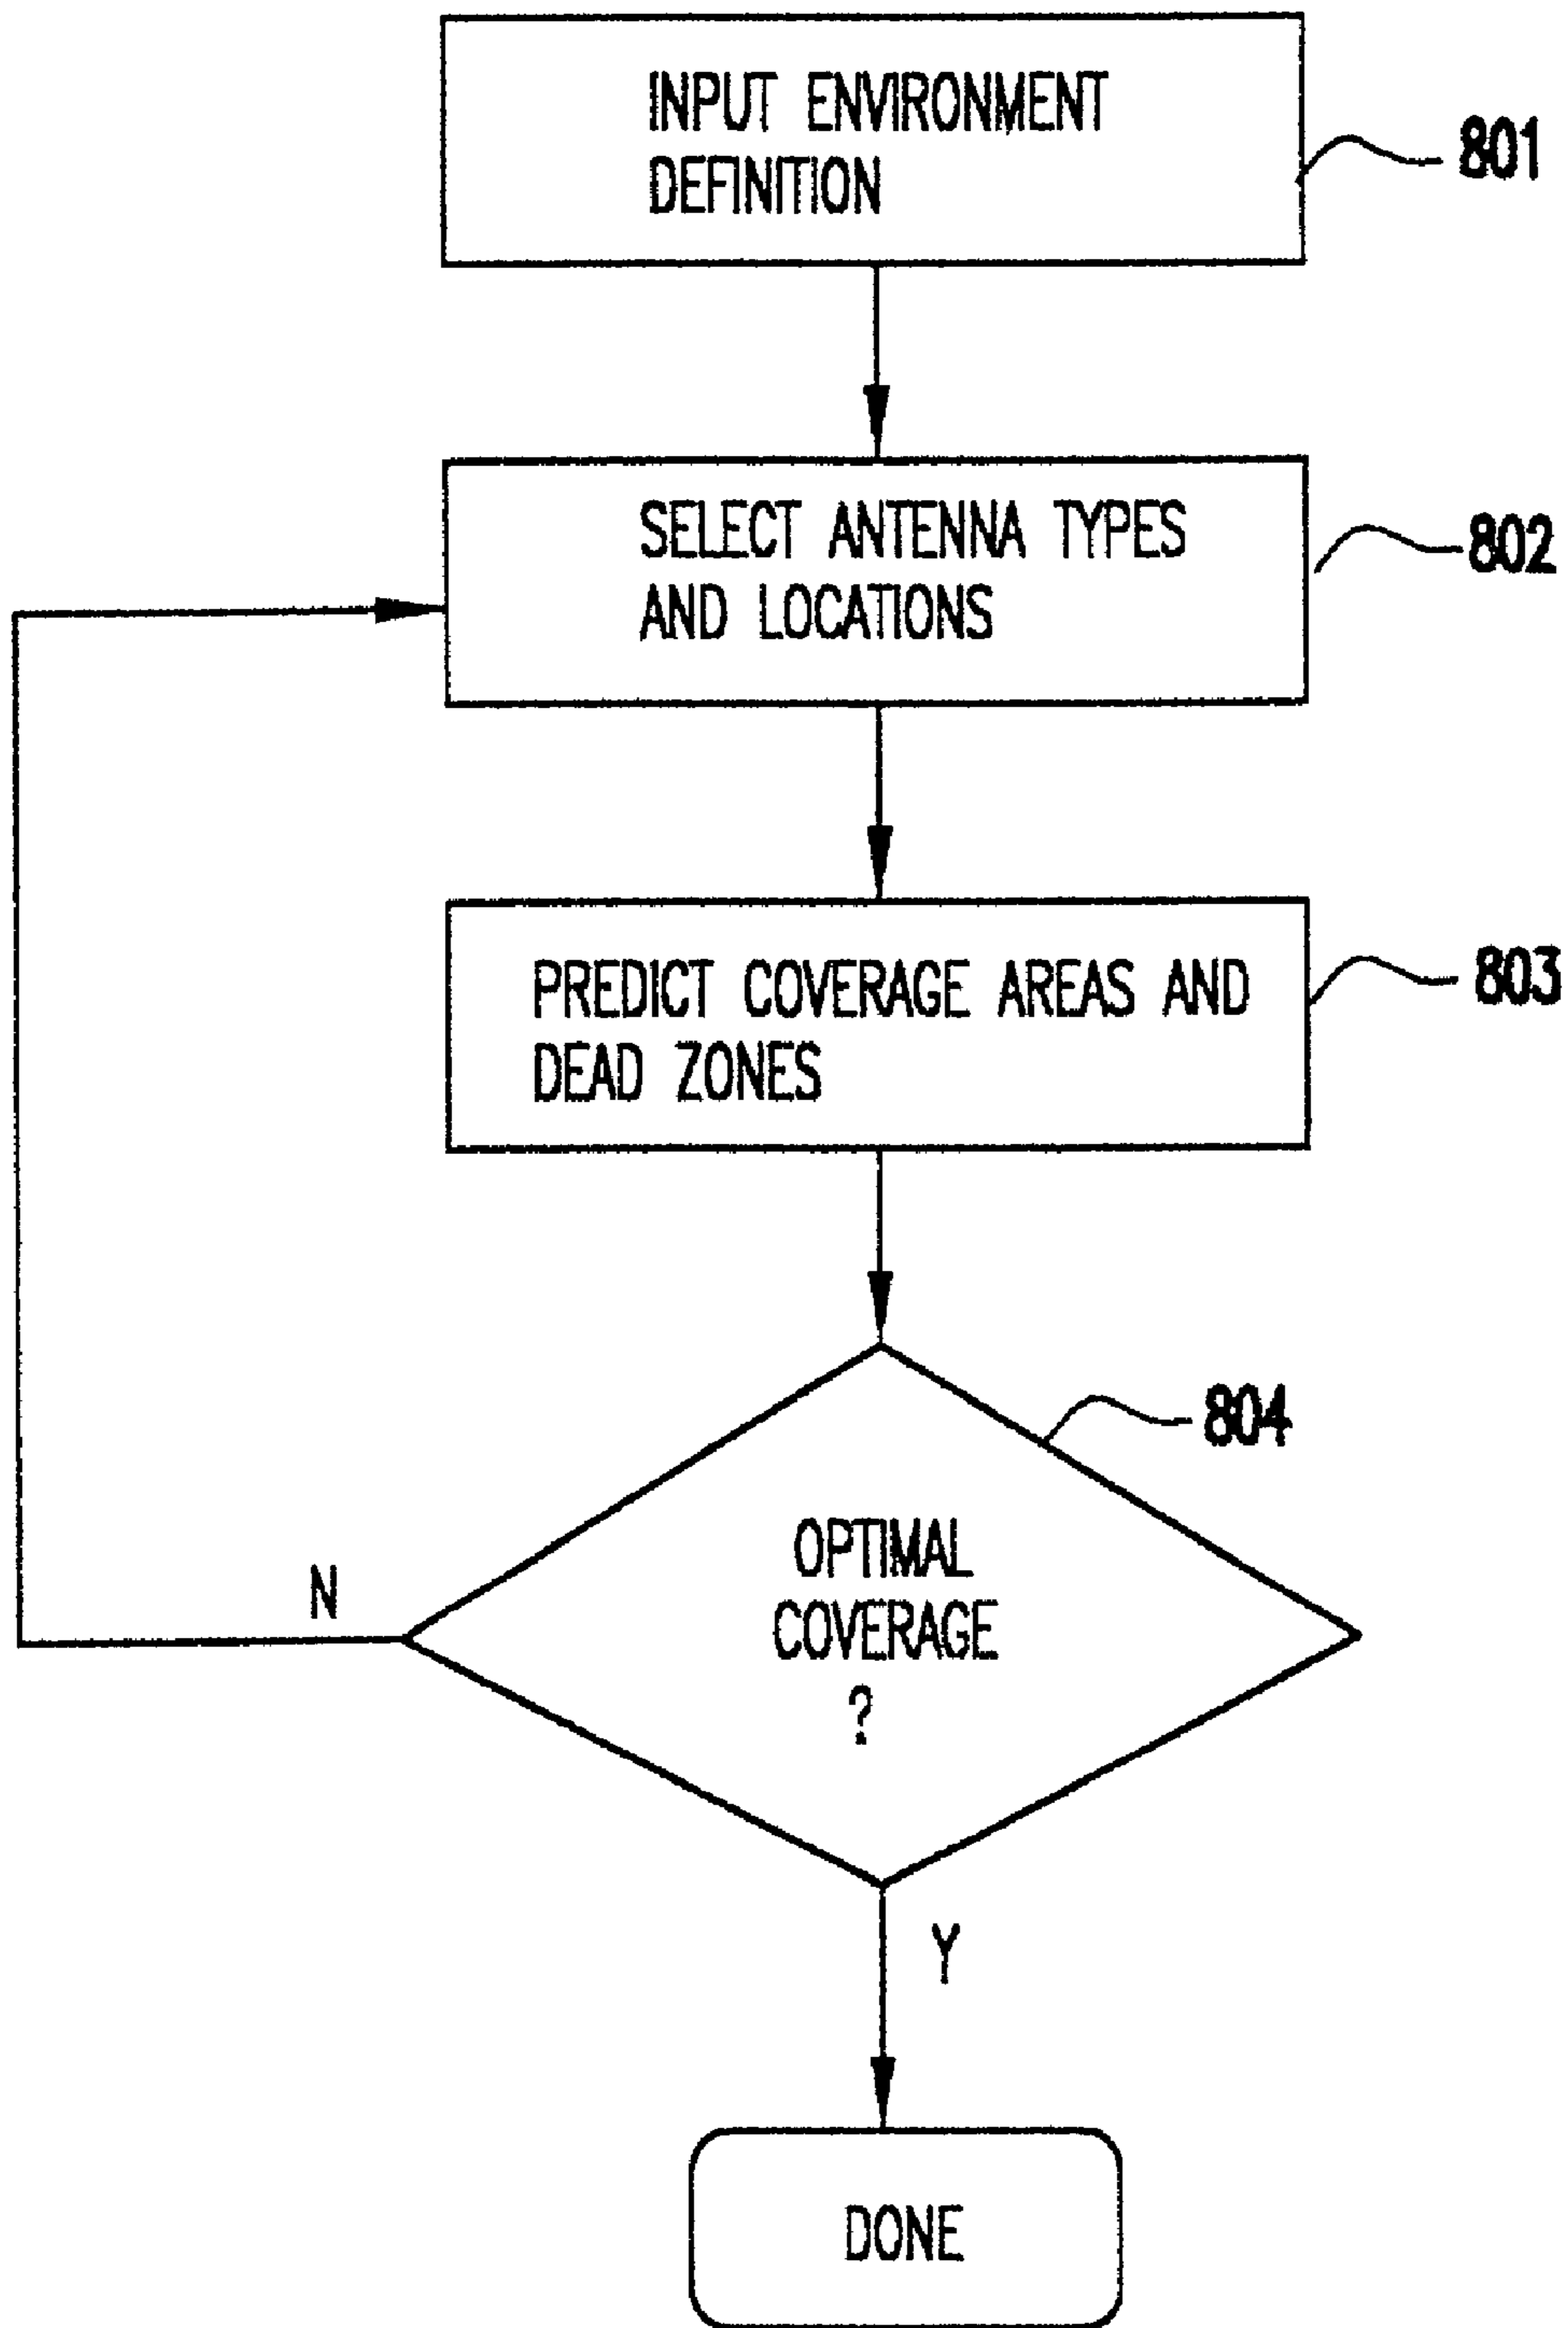 INPUT ENVIRONMENT
DEFINITION
801
SELECT ANTENNA TYPES
AND LOCATIONS
802
PREDICT COVERAGE AREAS AND
DEAD ZONES
803
804
OPTIMAL
COVERAGE
?
N
Y
DONE